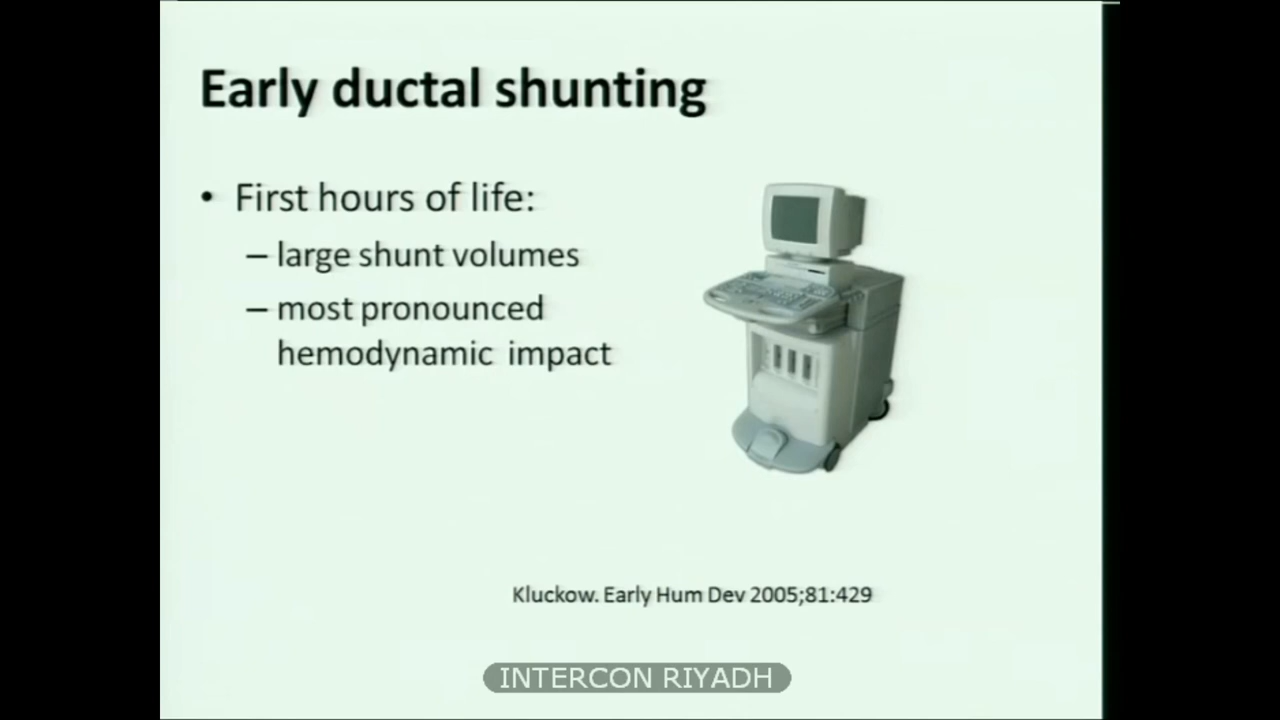 Early ductal shunting
• First hours of life:
– large shunt volumes
– most pronounced
hemodynamic impact
Kluckow. Early Hum Dev 2005;81:429
INTERCON RIYADH